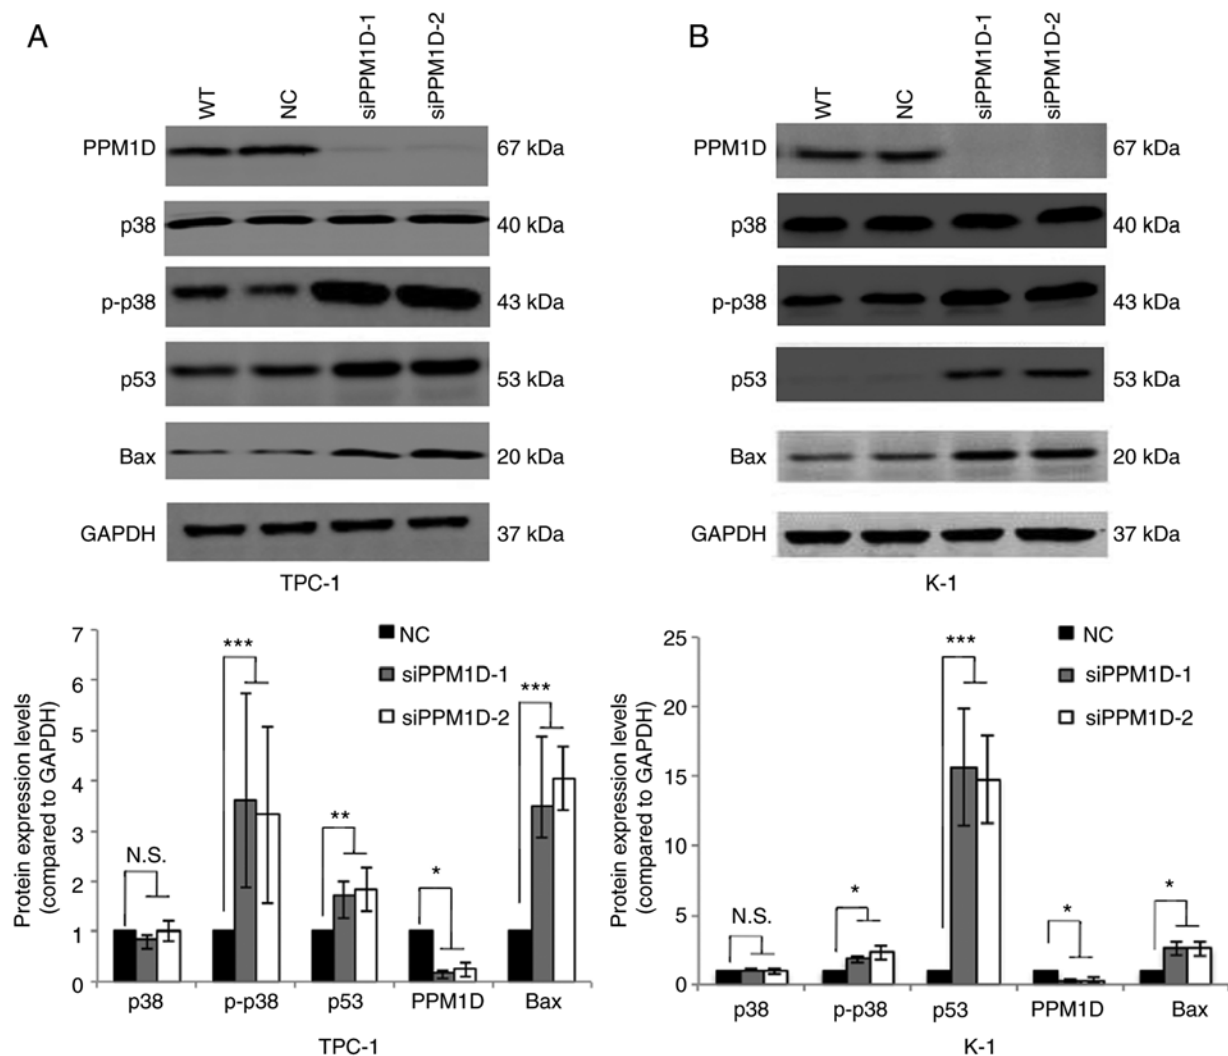 A
WT
NC
siPPM1D-1
siPPM1D-2
PPM1D
67 kDa
p38
40 kDa
p-p38
43 kDa
p53
53 kDa
Bax
20 kDa
GAPDH
37 kDa
TPC-1
B
WT
NC
siPPM1D-1
siPPM1D-2
PPM1D
67 kDa
p38
40 kDa
p-p38
43 kDa
p53
53 kDa
Bax
20 kDa
GAPDH
37 kDa
K-1
Protein expression levels
(compared to GAPDH)
7
6
5
4
3
2
1
0
NC
siPPM1D-1
siPPM1D-2
N.S.
***
**
*
***
p38
p-p38
p53
PPM1D
Bax
TPC-1
Protein expression levels
(compared to GAPDH)
25
20
15
10
5
0
NC
siPPM1D-1
siPPM1D-2
N.S.
*
***
*
*
p38
p-p38
p53
PPM1D
Bax
K-1